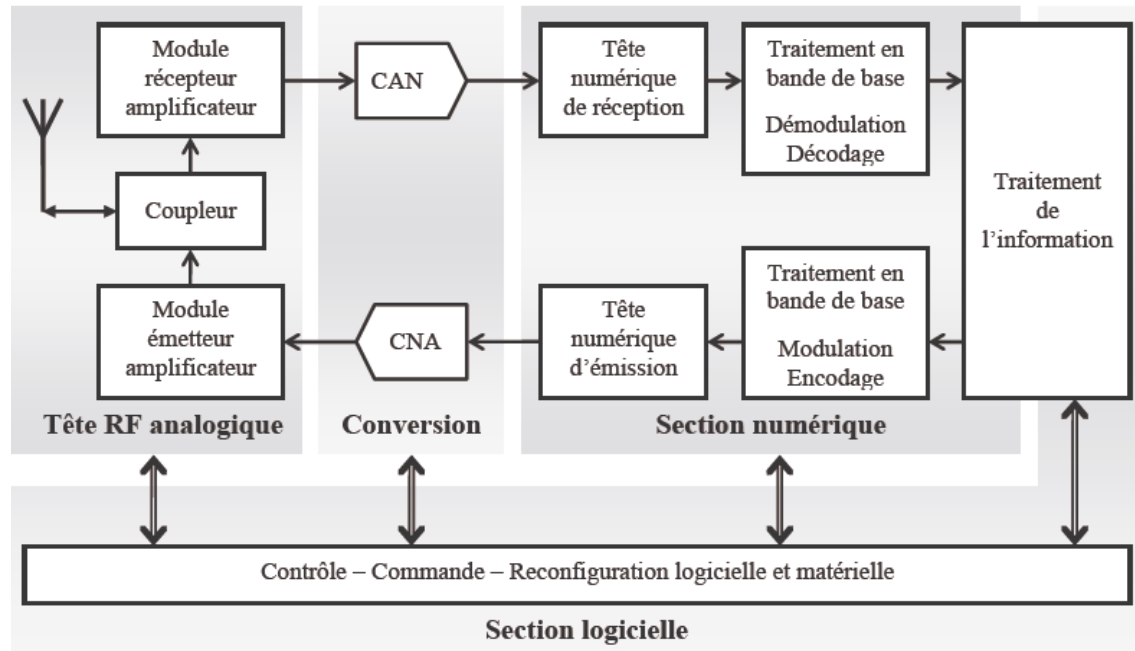 Module
récepteur
amplificateur
CAN
Tête
numérique
de réception
Traitement en
bande de base
Démodulation
Décodage
Traitement
de
l'information
Coupleur
Module
émetteur
amplificateur
CNA
Tête
numérique
d'émission
Traitement en
bande de base
Modulation
Encodage
Tête RF analogique
Conversion
Section numérique
Contrôle – Commande – Reconfiguration logicielle et matérielle
Section logicielle